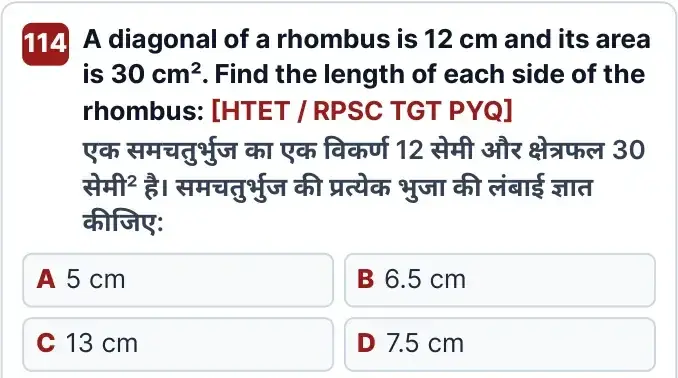 114 A diagonal of a rhombus is 12 cm and its area
is 30 cm². Find the length of each side of the
rhombus: [HTET / RPSC TGT PYQ]
एक समचतुर्भुज का एक विकर्ण 12 सेमी और क्षेत्रफल 30
सेमी² है। समचतुर्भुज की प्रत्येक भुजा की लंबाई ज्ञात
कीजिए:
A 5 cm
B 6.5 cm
C 13 cm
D 7.5 cm